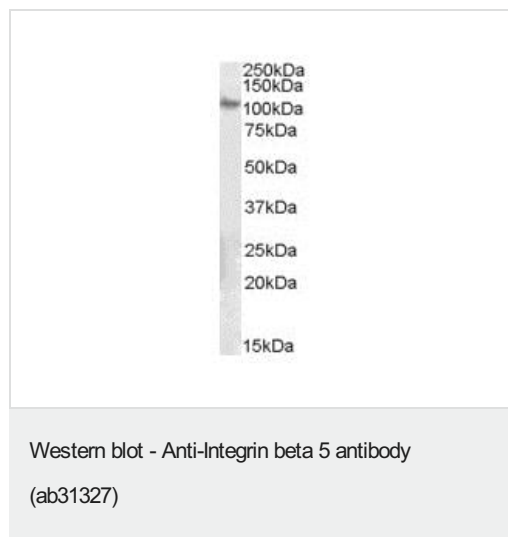 250kDa
150kDa
100kDa
75kDa
50kDa
37kDa
25kDa
20kDa
15kDa
Western blot - Anti-Integrin beta 5 antibody
(ab31327)